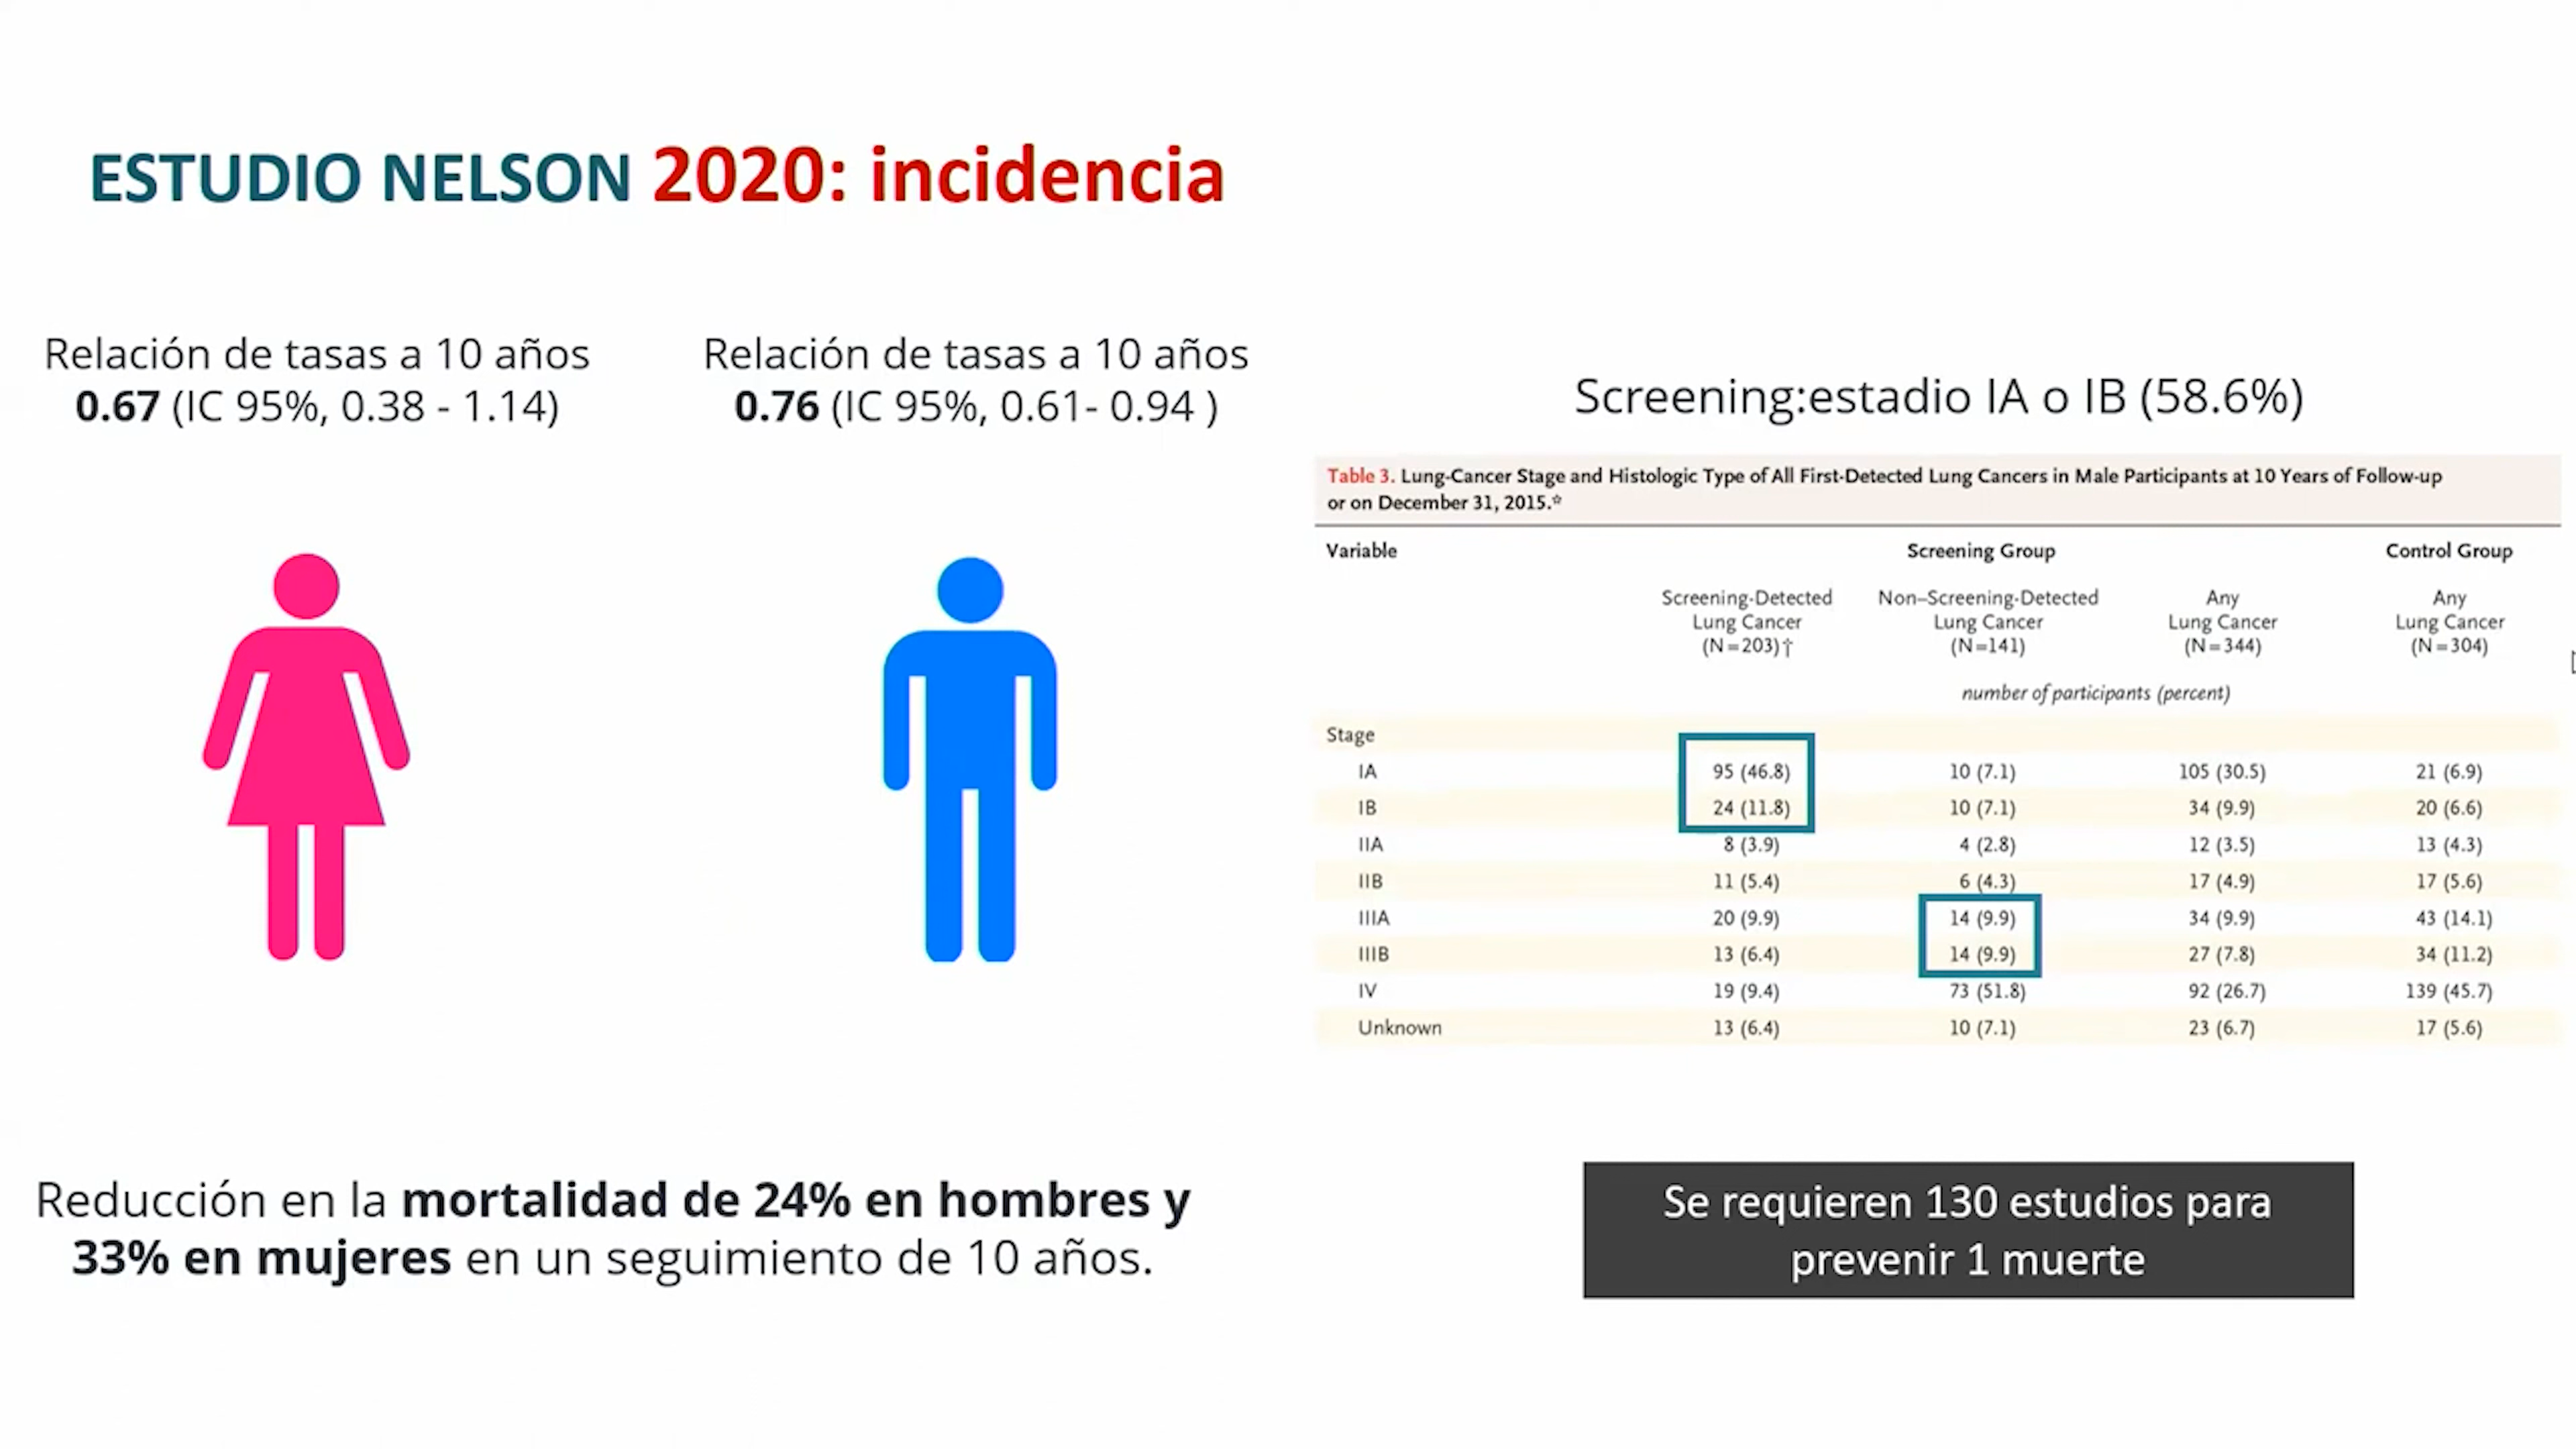 ESTUDIO NELSON 2020: incidencia
Relación de tasas a 10 años
0.67 (IC 95%, 0.38 - 1.14)
Relación de tasas a 10 años
0.76 (IC 95%, 0.61- 0.94 )
Reducción en la mortalidad de 24% en hombres y
33% en mujeres en un seguimiento de 10 años.
Screening:estadio IA o IB (58.6%)
Table 3. Lung-Cancer Stage and Histologic Type of All First-Detected Lung Cancers in Male Participants at 10 Years of Follow-up
or on December 31, 2015.*
Variable Screening Group Control Group
Screening-Detected Non–Screening-Detected Any Any
Lung Cancer Lung Cancer Lung Cancer Lung Cancer
(N=203)† (N=141) (N=344) (N=304)
number of participants (percent)
Stage
IA 95 (46.8) 10 (7.1) 105 (30.5) 21 (6.9)
IB 24 (11.8) 10 (7.1) 34 (9.9) 20 (6.6)
IIA 8 (3.9) 4 (2.8) 12 (3.5) 13 (4.3)
IIB 11 (5.4) 6 (4.3) 17 (4.9) 17 (5.6)
IIIA 20 (9.9) 14 (9.9) 34 (9.9) 43 (14.1)
IIIB 13 (6.4) 14 (9.9) 27 (7.8) 34 (11.2)
IV 19 (9.4) 73 (51.8) 92 (26.7) 139 (45.7)
Unknown 13 (6.4) 10 (7.1) 23 (6.7) 17 (5.6)
Se requieren 130 estudios para
prevenir 1 muerte